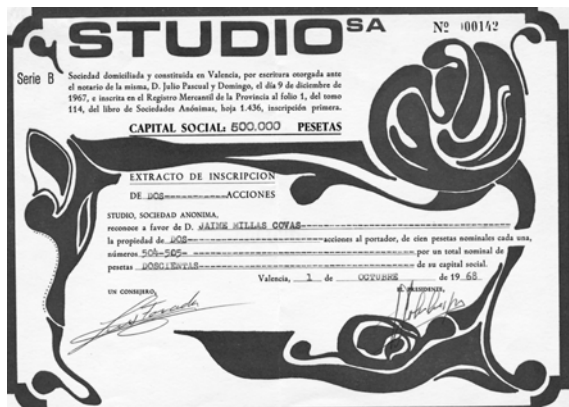 STUDIO SA
Nº 000142
Serie B
Sociedad domiciliada y constituida en Valencia, por escritura otorgada ante
el notario de la misma, D. Julio Pascual y Domingo, el día 9 de diciembre de
1967, e inscrita en el Registro Mercantil de la Provincia al folio 1, del tomo
114, del libro de Sociedades Anónimas, hoja 1.436, inscripción primera.
CAPITAL SOCIAL: 500.000 PESETAS
EXTRACTO DE INSCRIPCION
DE DOS------------ACCIONES
STUDIO, SOCIEDAD ANONIMA,
reconoce a favor de D. JAIME MILLAS COVAS
la propiedad de DOS acciones al portador, de cien pesetas nominales cada una,
números 504-505- por un total nominal de
pesetas DOSCIENTAS de su capital social.
Valencia, 1 de OCTUBRE de 1968
UN CONSEJERO,
EL PRESIDENTE,